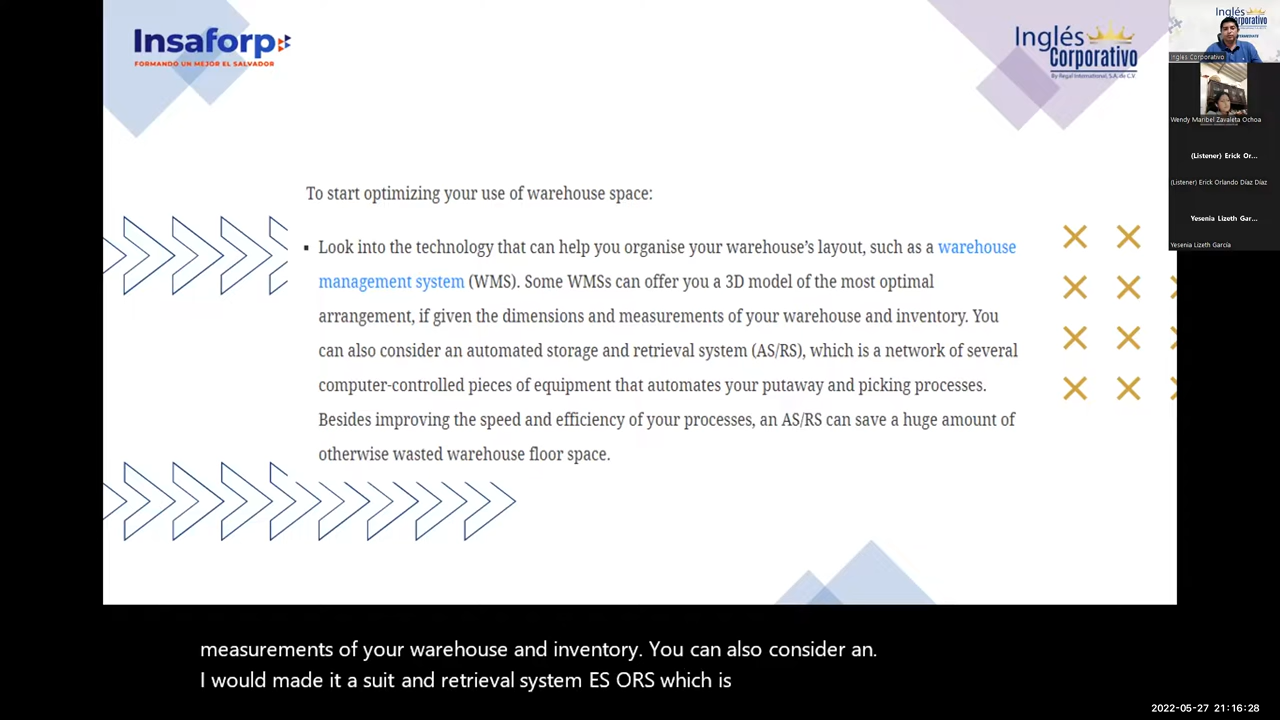 Insaforp
FORMANDO UN MEJOR EL SALVADOR
Inglés
Corporativo
By Regal International, S.A. de C.V.
Inglés
Corporativo
Inglés Corporativo
Wendy Maribel Zavaleta Ochoa
(Listener) Erick Or...
(Listener) Erick Orlando Díaz Díaz
Yesenia Lizeth Gar...
Yesenia Lizeth García
To start optimizing your use of warehouse space:
▪ Look into the technology that can help you organise your warehouse’s layout, such as a warehouse
management system (WMS). Some WMSs can offer you a 3D model of the most optimal
arrangement, if given the dimensions and measurements of your warehouse and inventory. You
can also consider an automated storage and retrieval system (AS/RS), which is a network of several
computer-controlled pieces of equipment that automates your putaway and picking processes.
Besides improving the speed and efficiency of your processes, an AS/RS can save a huge amount of
otherwise wasted warehouse floor space.
measurements of your warehouse and inventory. You can also consider an.
I would made it a suit and retrieval system ES ORS which is
2022-05-27 21:16:28